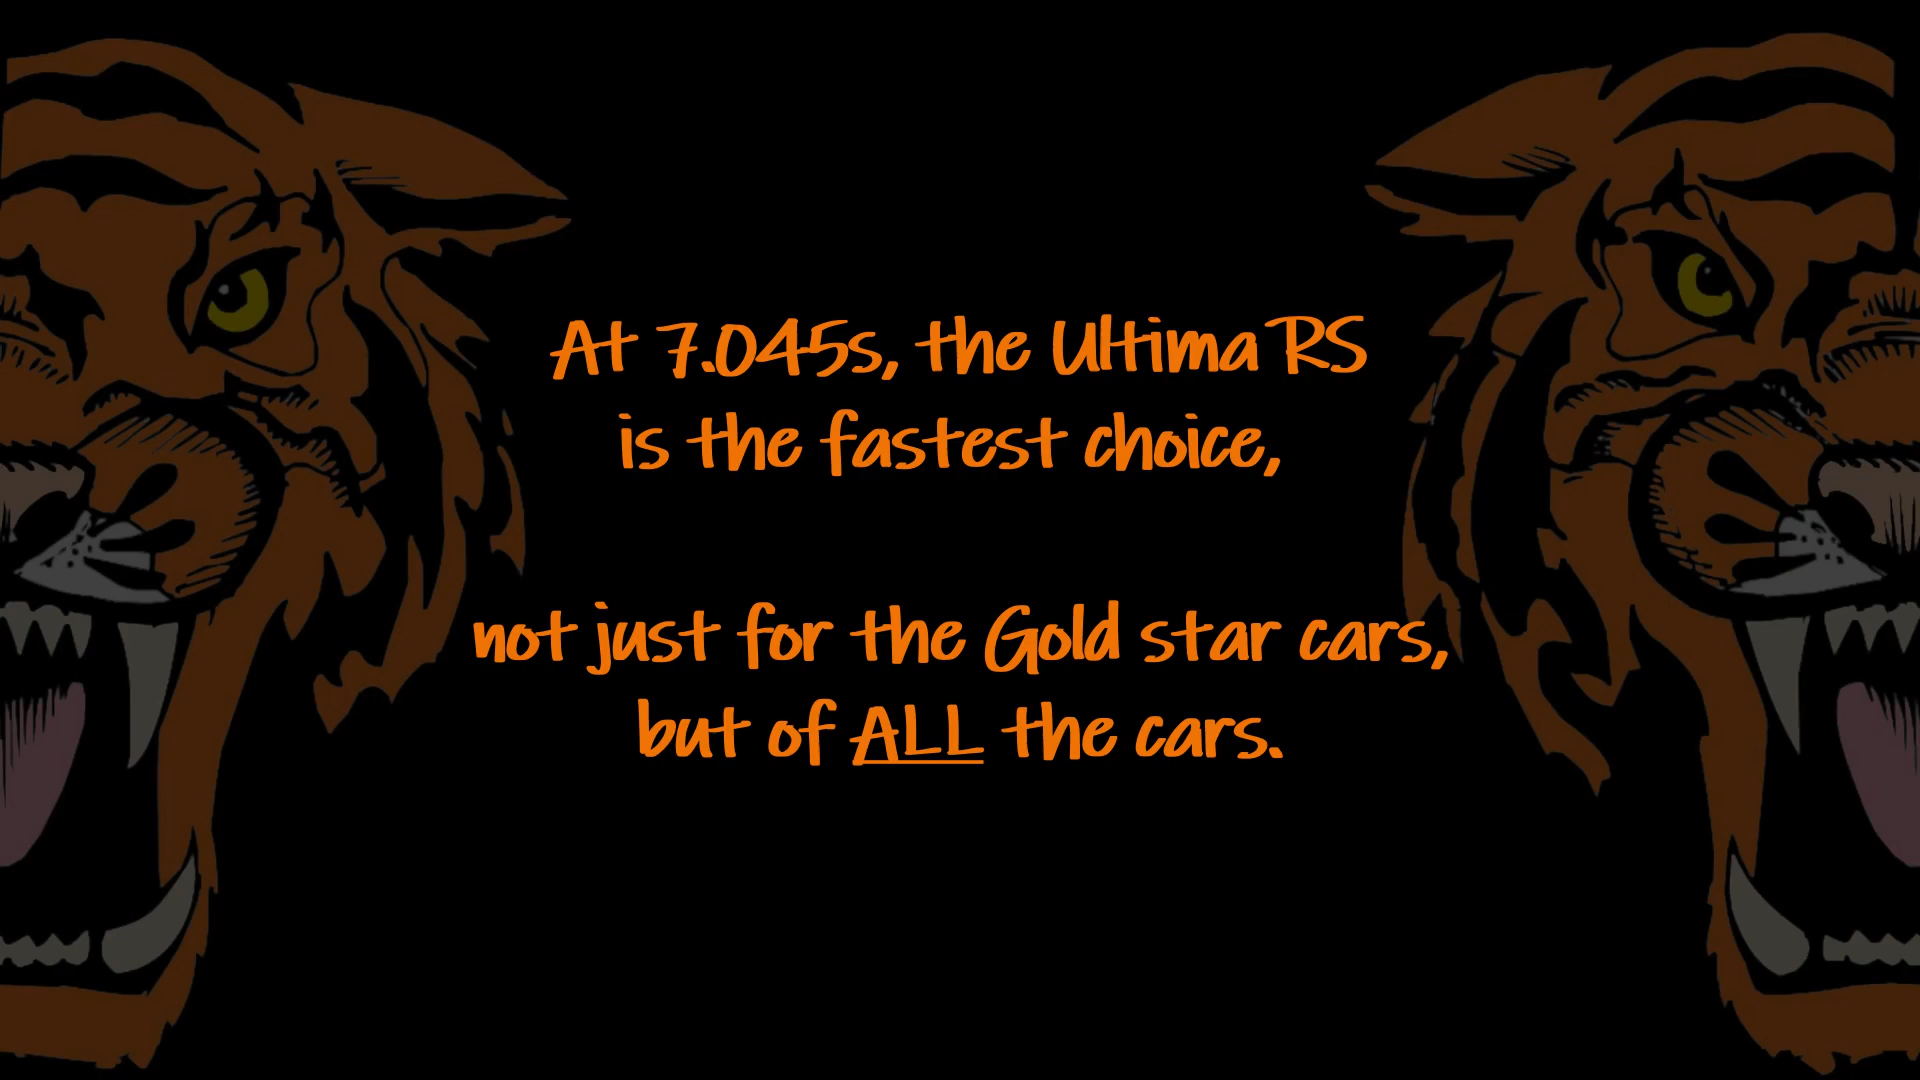 At 7.045s, the Ultima RS
is the fastest choice,
not just for the Gold star cars,
but of ALL the cars.